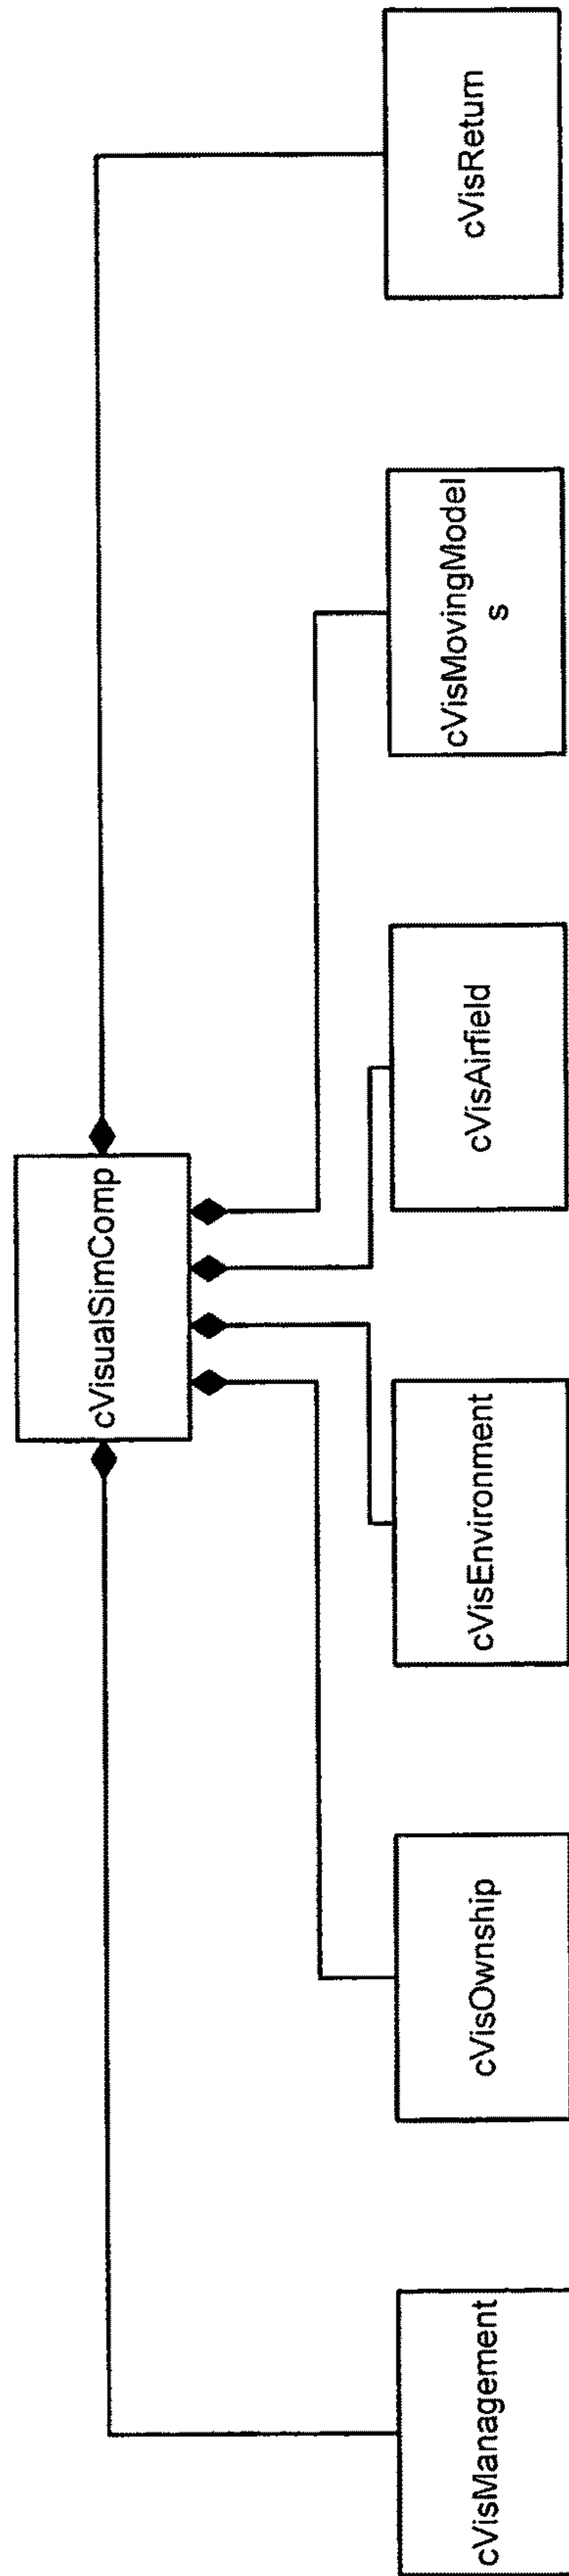 cVisualSimComp
cVisManagement
cVisOwnship
cVisEnvironment
cVisAirfield
cVisMovingModel
s
cVisReturn